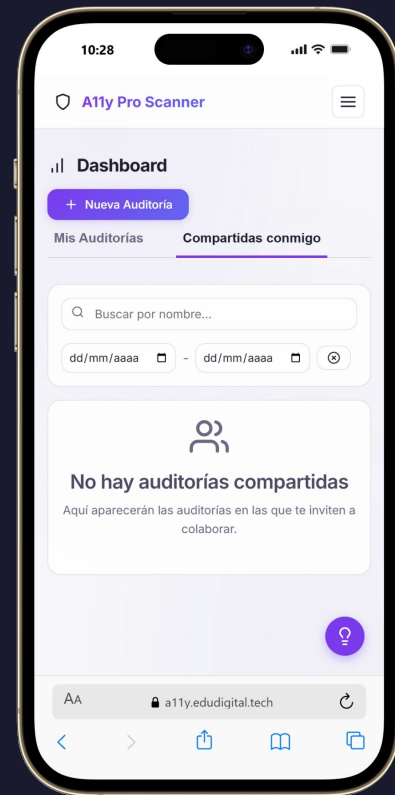 10:28
A11y Pro Scanner
Dashboard
+ Nueva Auditoría
Mis Auditorías Compartidas conmigo
Buscar por nombre...
dd/mm/aaaa - dd/mm/aaaa
No hay auditorías compartidas
Aquí aparecerán las auditorías en las que te inviten a
colaborar.
AA a11y.edudigital.tech